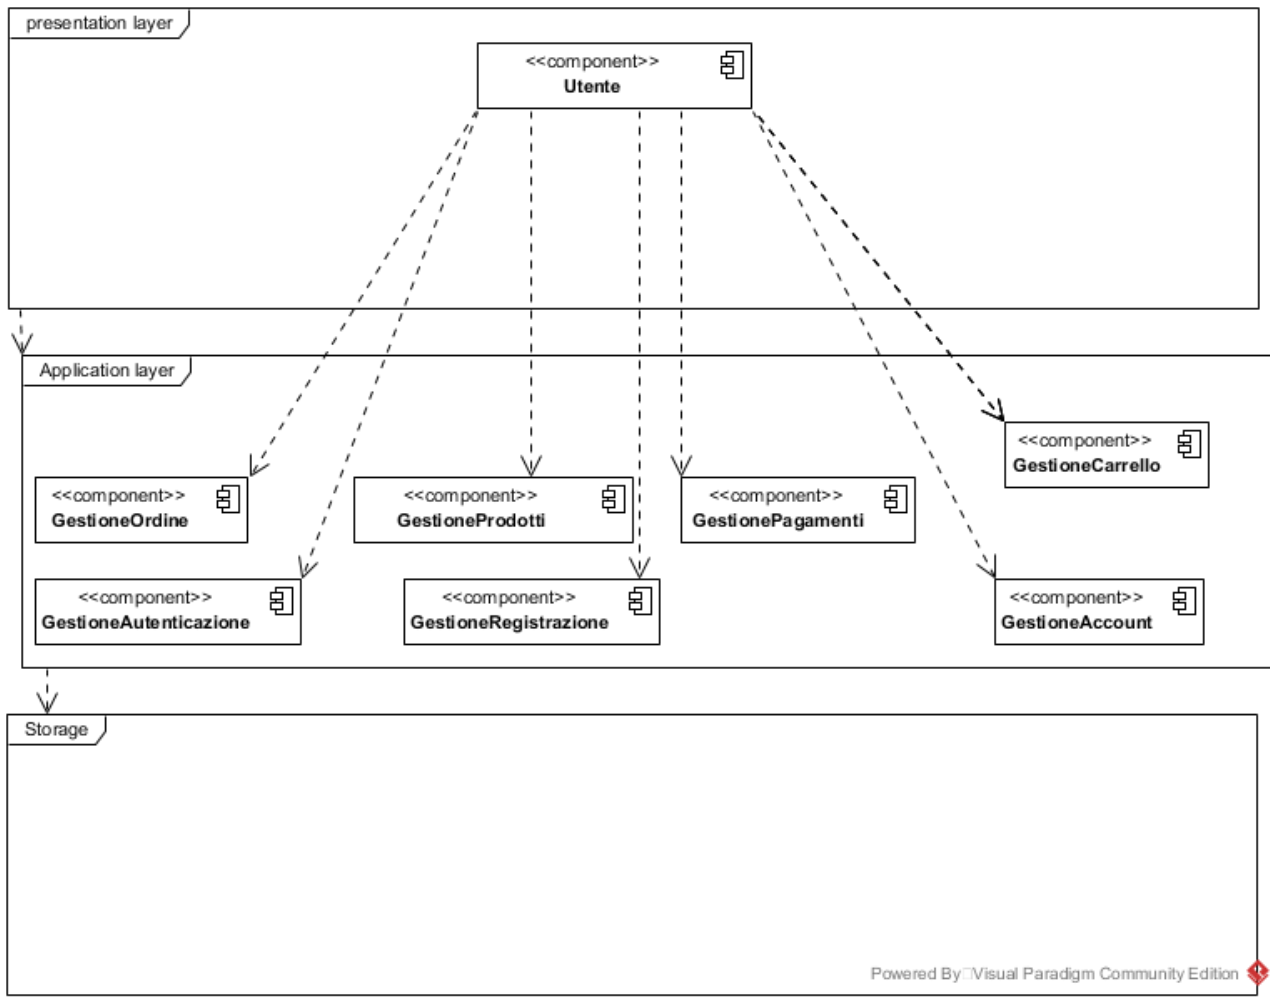 presentation layer
<<component>>
Utente
Application layer
<<component>>
GestioneCarrello
<<component>>
GestioneOrdine
<<component>>
GestioneProdotti
<<component>>
GestionePagamenti
<<component>>
GestioneAutenticazione
<<component>>
GestioneRegistrazione
<<component>>
GestioneAccount
Storage
Powered By Visual Paradigm Community Edition